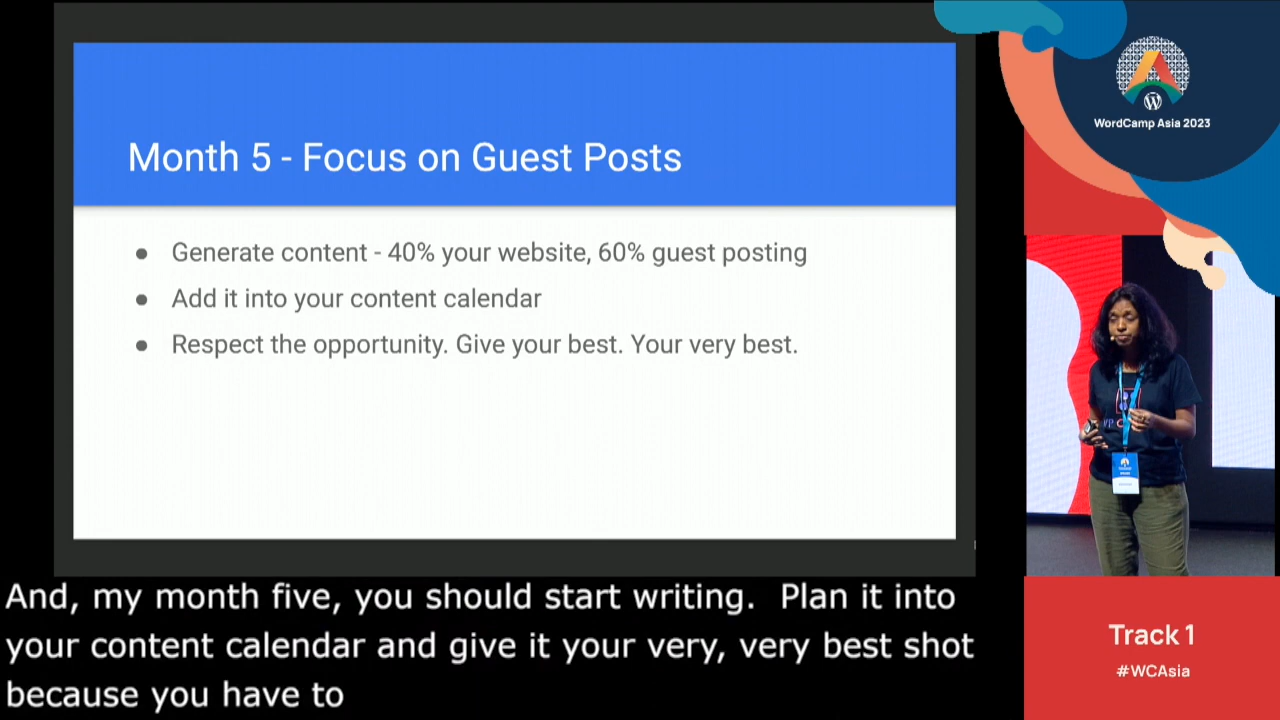 Month 5 - Focus on Guest Posts
Generate content - 40% your website, 60% guest posting
Add it into your content calendar
Respect the opportunity. Give your best. Your very best.
And, my month five, you should start writing.  Plan it into
your content calendar and give it your very, very best shot
because you have to
WordCamp Asia 2023
Track 1
#WCAsia